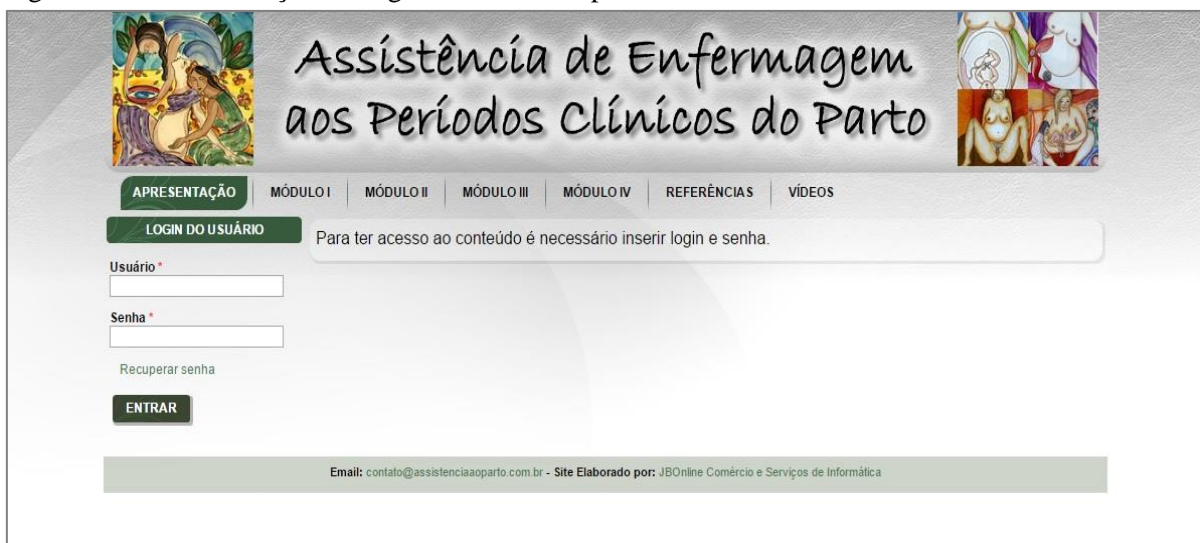 Assistência de Enfermagem
aos Períodos Clínicos do Parto
APRESENTAÇÃO MÓDULO I MÓDULO II MÓDULO III MÓDULO IV REFERÊNCIAS VÍDEOS
LOGIN DO USUÁRIO
Para ter acesso ao conteúdo é necessário inserir login e senha.
Usuário *
Senha *
Recuperar senha
ENTRAR
Email: contato@assistenciaaoparto.com.br - Site Elaborado por: JBOnline Comércio e Serviços de Informática